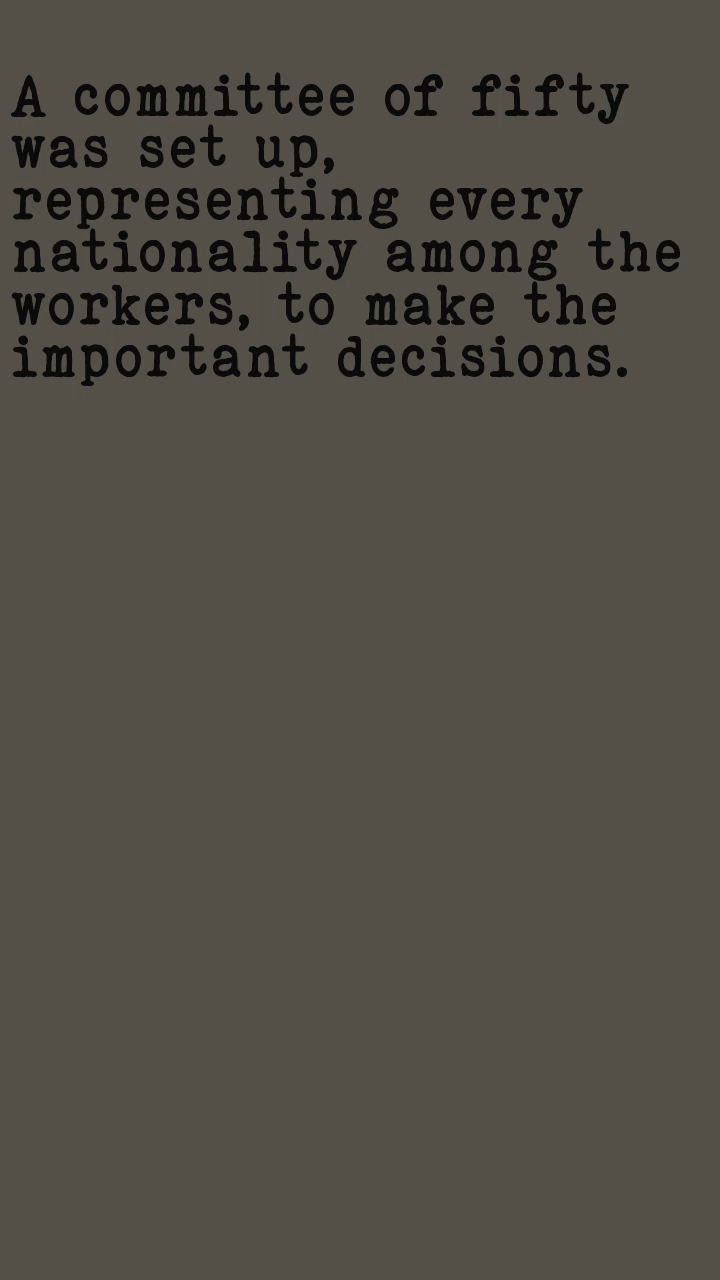 A committee of fifty
was set up,
representing every
nationality among the
workers, to make the
important decisions.